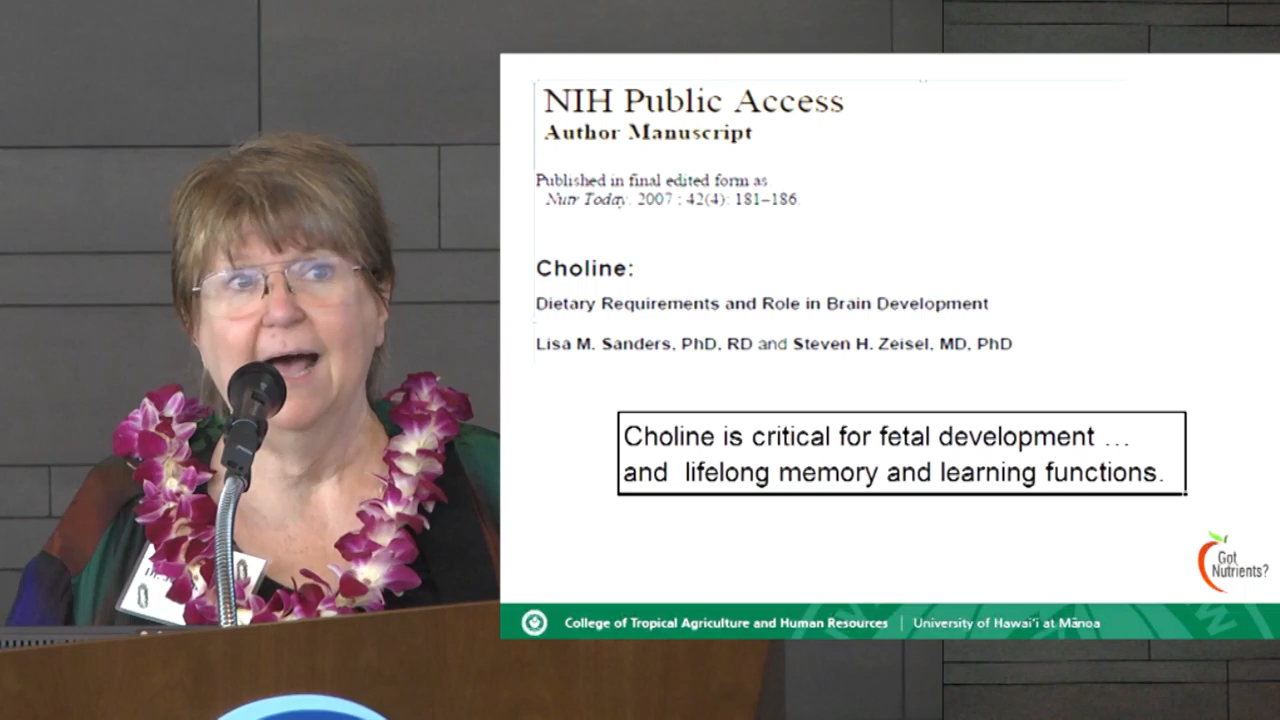 NIH Public Access
Author Manuscript
Published in final edited form as
Nutr Today. 2007 ; 42(4): 181–186.
Choline:
Dietary Requirements and Role in Brain Development
Lisa M. Sanders, PhD, RD and Steven H. Zeisel, MD, PhD
Choline is critical for fetal development ...
and lifelong memory and learning functions.
Got
Nutrients?
College of Tropical Agriculture and Human Resources | University of Hawai‘i at Mānoa